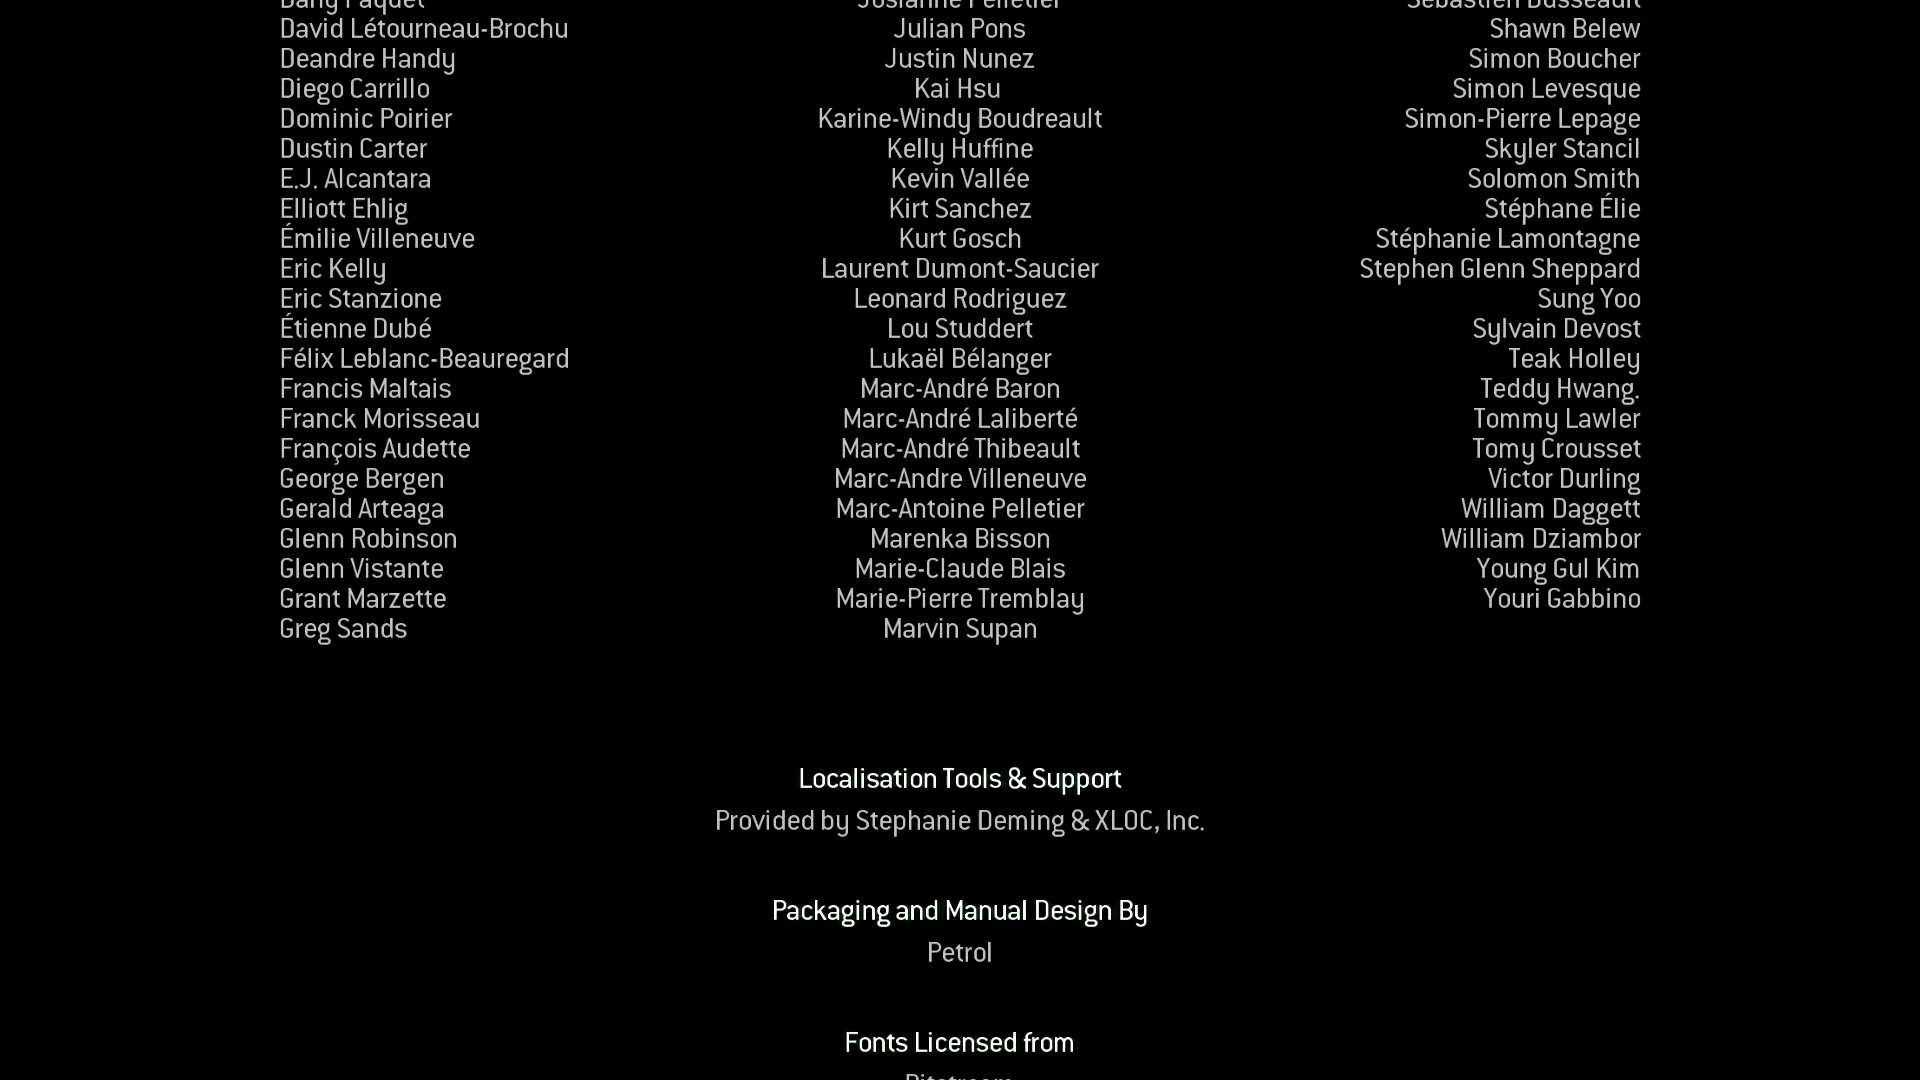 David Létourneau-Brochu
Deandre Handy
Diego Carrillo
Dominic Poirier
Dustin Carter
E.J. Alcantara
Elliott Ehlig
Émilie Villeneuve
Eric Kelly
Eric Stanzione
Étienne Dubé
Félix Leblanc-Beauregard
Francis Maltais
Franck Morisseau
François Audette
George Bergen
Gerald Arteaga
Glenn Robinson
Glenn Vistante
Grant Marzette
Greg Sands
Julian Pons
Justin Nunez
Kai Hsu
Karine-Windy Boudreault
Kelly Huffine
Kevin Vallée
Kirt Sanchez
Kurt Gosch
Laurent Dumont-Saucier
Leonard Rodriguez
Lou Studdert
Lukaël Bélanger
Marc-André Baron
Marc-André Laliberté
Marc-André Thibeault
Marc-Andre Villeneuve
Marc-Antoine Pelletier
Marenka Bisson
Marie-Claude Blais
Marie-Pierre Tremblay
Marvin Supan
Shawn Belew
Simon Boucher
Simon Levesque
Simon-Pierre Lepage
Skyler Stancil
Solomon Smith
Stéphane Élie
Stéphanie Lamontagne
Stephen Glenn Sheppard
Sung Yoo
Sylvain Devost
Teak Holley
Teddy Hwang.
Tommy Lawler
Tomy Crousset
Victor Durling
William Daggett
William Dziambor
Young Gul Kim
Youri Gabbino
Localisation Tools & Support
Provided by Stephanie Deming & XLOC, Inc.
Packaging and Manual Design By
Petrol
Fonts Licensed from